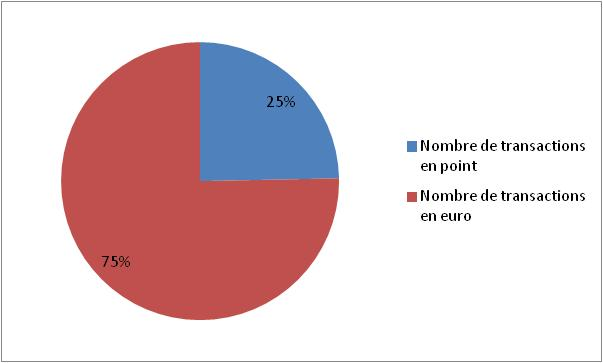 25%
75%
Nombre de transactions
en point
Nombre de transactions
en euro